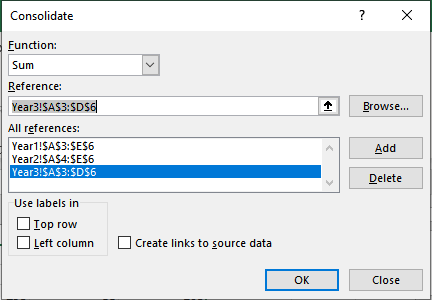 Consolidate
?
Function:
Sum
Reference:
Year3!$A$3:$D$6
Browse...
All references:
Year1!$A$3:$E$6
Year2!$A$4:$E$6
Year3!$A$3:$D$6
Add
Delete
Use labels in
Top row
Left column
Create links to source data
OK
Close